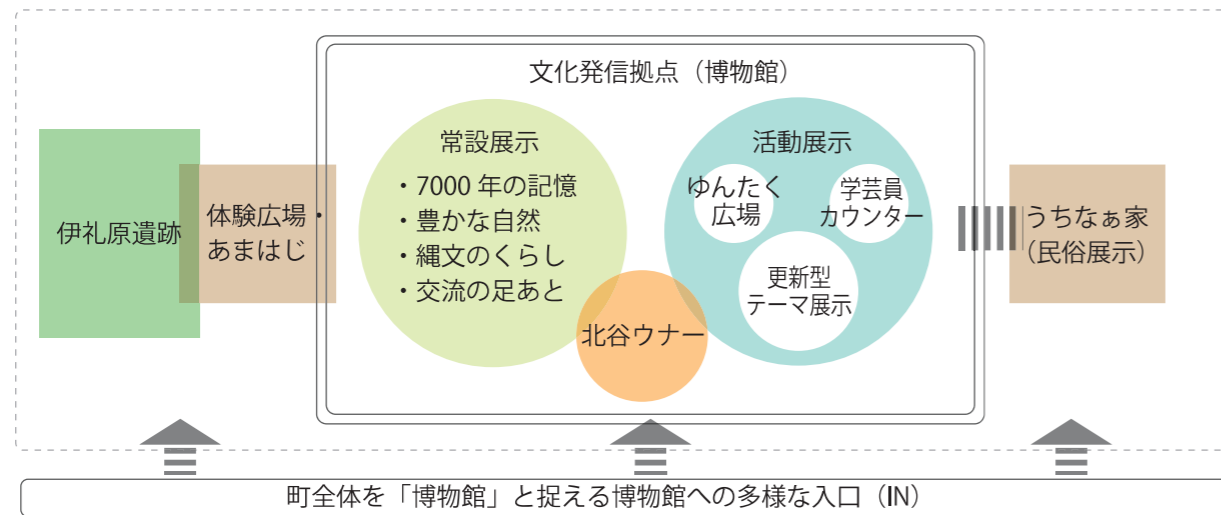 文化発信拠点（博物館）
伊礼原遺跡
体験広場・
あまはじ
常設展示
・7000 年の記憶
・豊かな自然
・縄文のくらし
・交流の足あと
北谷ウナー
活動展示
ゆんたく
広場
学芸員
カウンター
更新型
テーマ展示
うちなぁ家
（民俗展示）
町全体を「博物館」と捉える博物館への多様な入口（IN）